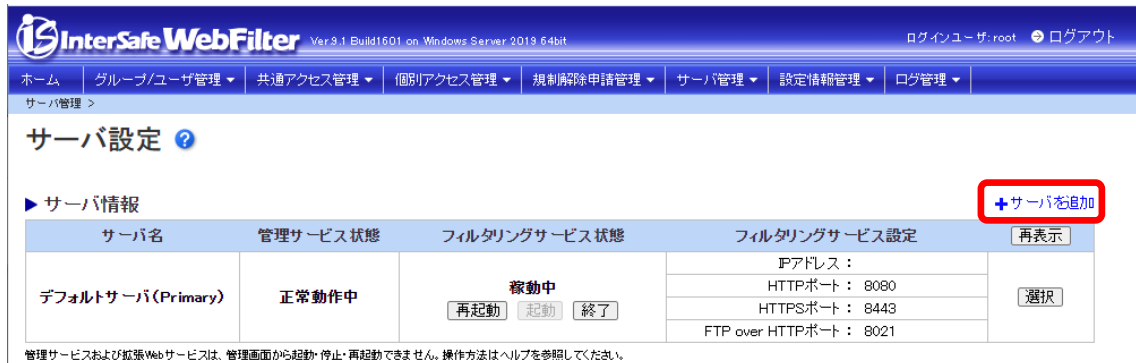 InterSafe WebFilter Ver.9.1 Build1601 on Windows Server 2019 64bit ログインユーザ:root ログアウト
ホーム グループ/ユーザ管理▼ 共通アクセス管理▼ 個別アクセス管理▼ 規制解除申請管理▼ サーバ管理▼ 設定情報管理▼ ログ管理▼
サーバ管理 >
サーバ設定 ?
▶サーバ情報 +サーバを追加
サーバ名 管理サービス状態 フィルタリングサービス状態 フィルタリングサービス設定 再表示
デフォルトサーバ(Primary) 正常動作中 稼動中
再起動 起動 終了
IPアドレス:
HTTPポート: 8080
HTTPSポート: 8443
FTP over HTTPポート: 8021
選択
管理サービスおよび拡張Webサービスは、管理画面から起動・停止・再起動できません。操作方法はヘルプを参照してください。